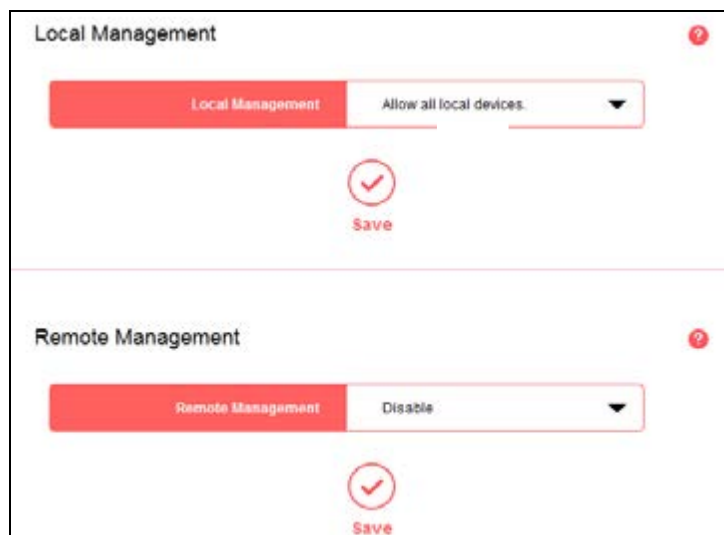 Local Management
?
Local Management Allow all local devices.
Save
Remote Management
?
Remote Management Disable
Save